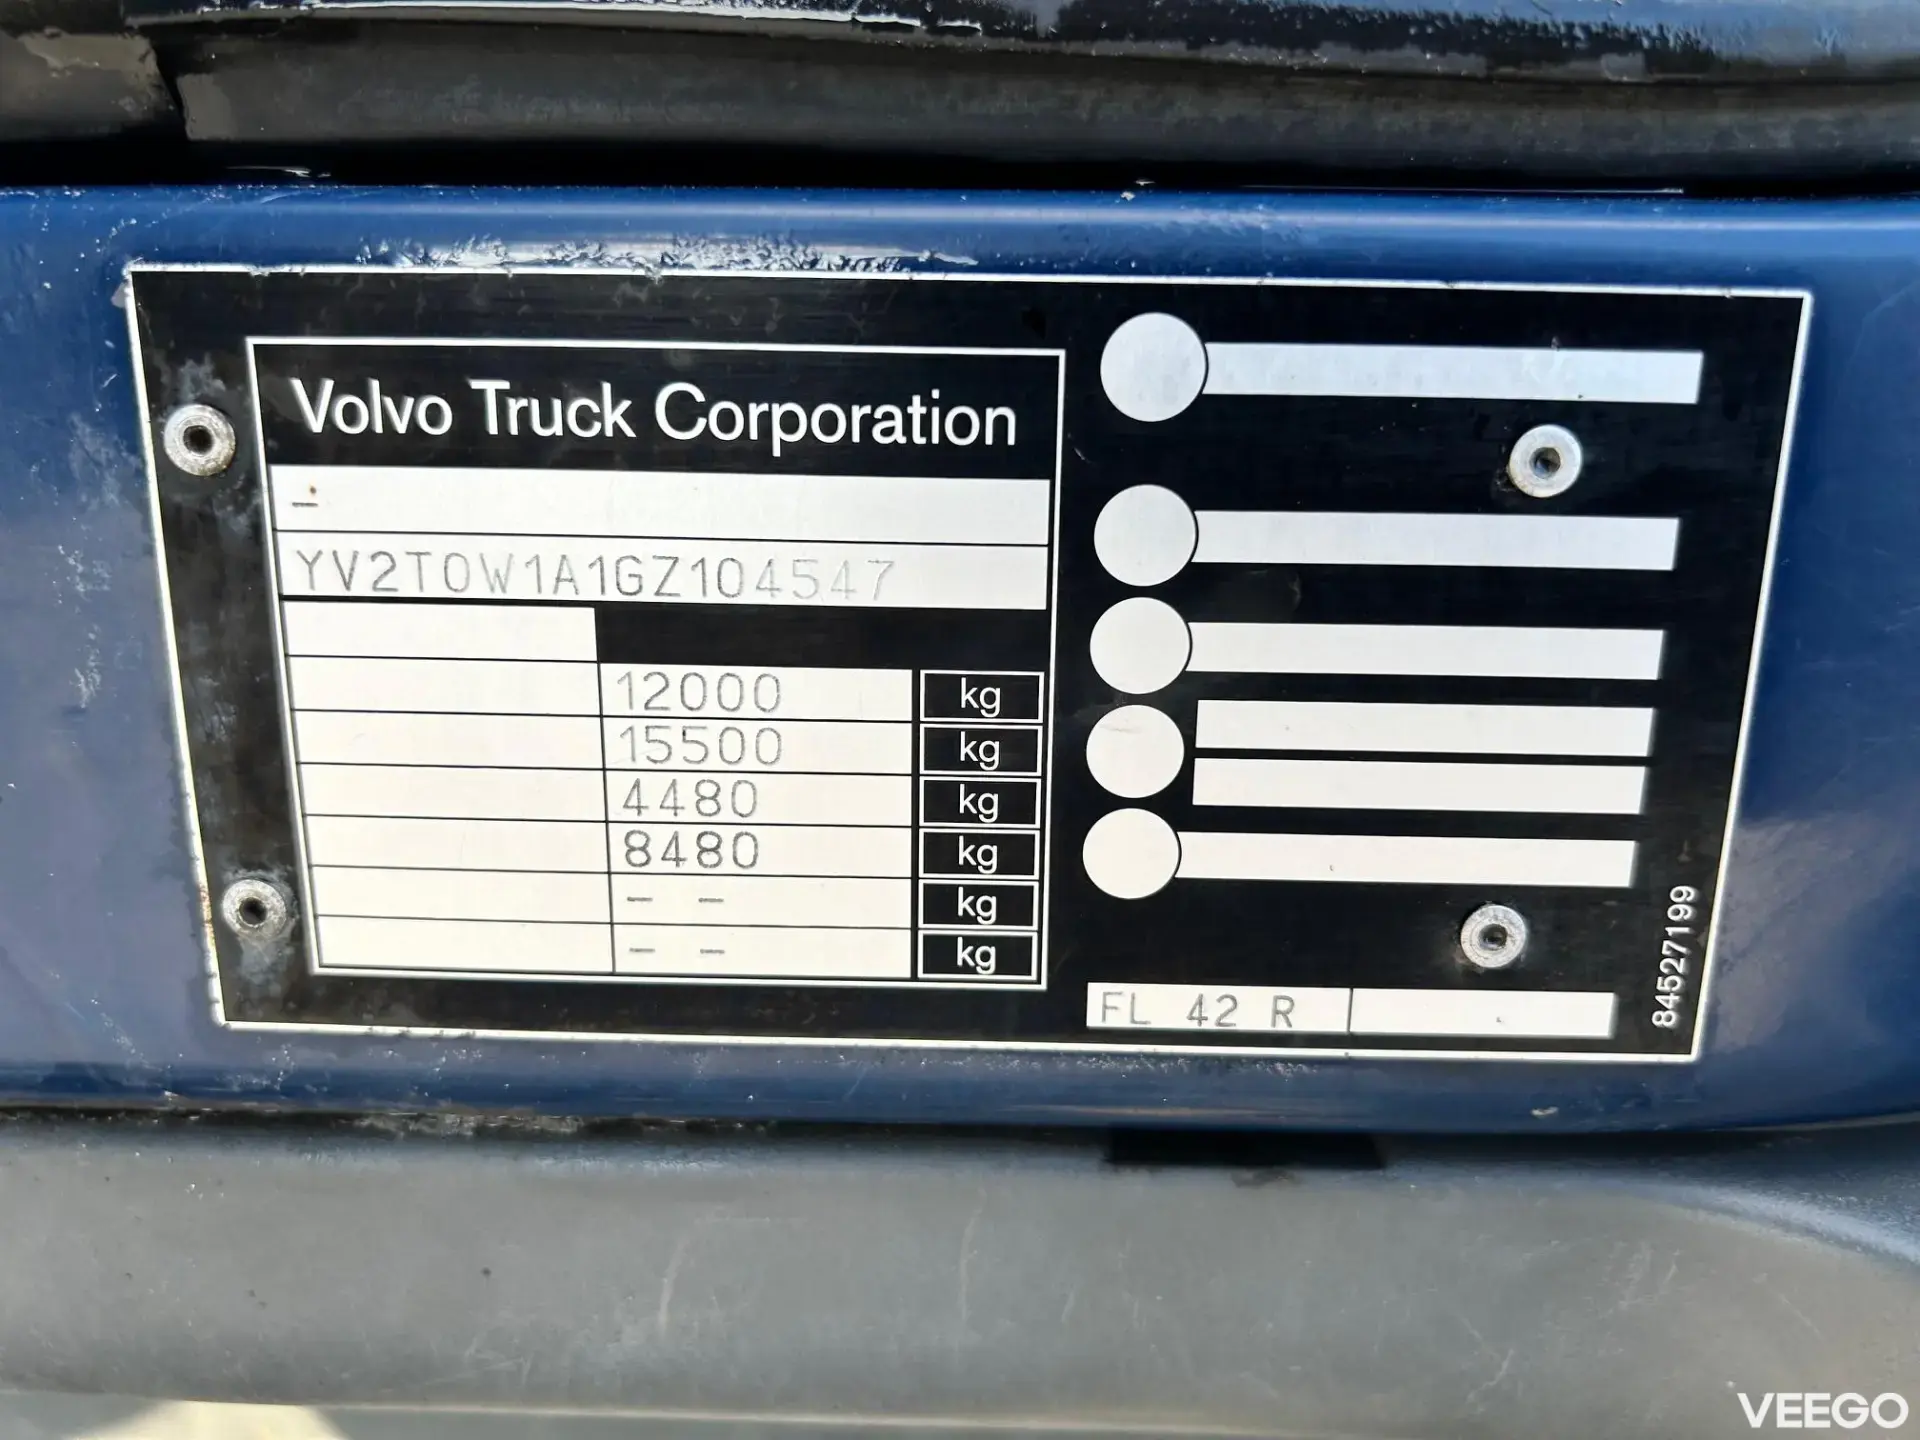 Volvo Truck Corporation
–
YV2T0W1A1GZ104547
12000 kg
15500 kg
4480 kg
8480 kg
– – kg
– – kg
FL 42 R
84527199
VEEGO